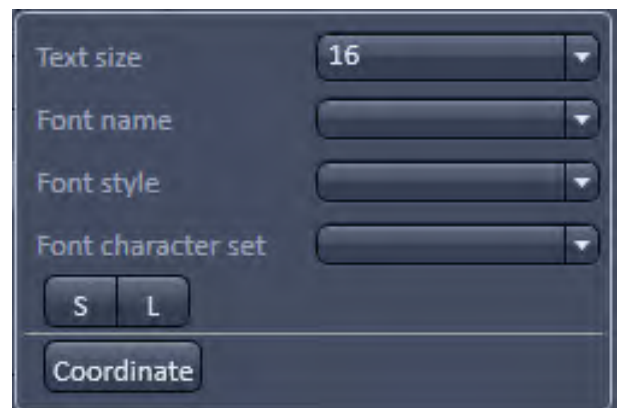 Text size 16
Font name
Font style
Font character set
S L
Coordinate